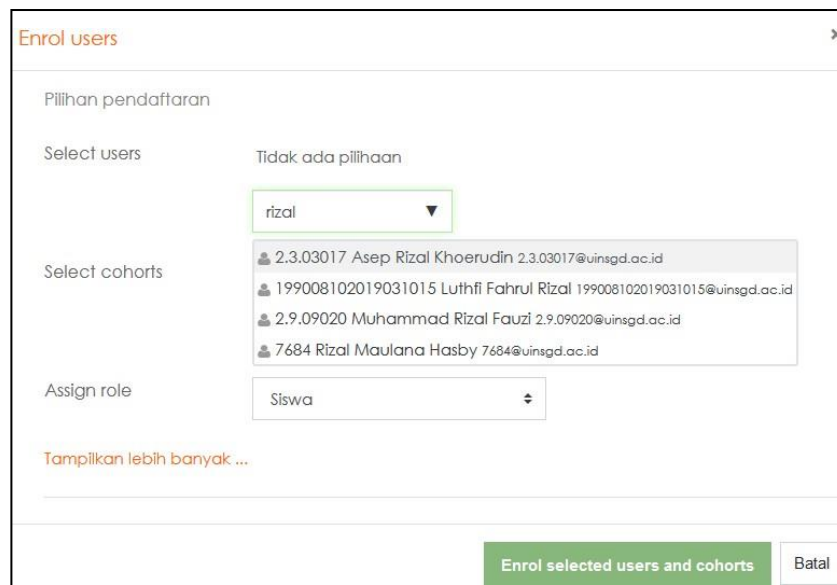 Enrol users
Pilihan pendaftaran
Select users
Tidak ada pilihaan
rizal
2.3.03017 Asep Rizal Khoerudin 2.3.03017@uinsgd.ac.id
Select cohorts
199008102019031015 Luthfi Fahrul Rizal 199008102019031015@uinsgd.ac.id
2.9.09020 Muhammad Rizal Fauzi 2.9.09020@uinsgd.ac.id
7684 Rizal Maulana Hasby 7684@uinsgd.ac.id
Assign role
Siswa
Tampilkan lebih banyak ...
Enrol selected users and cohorts
Batal